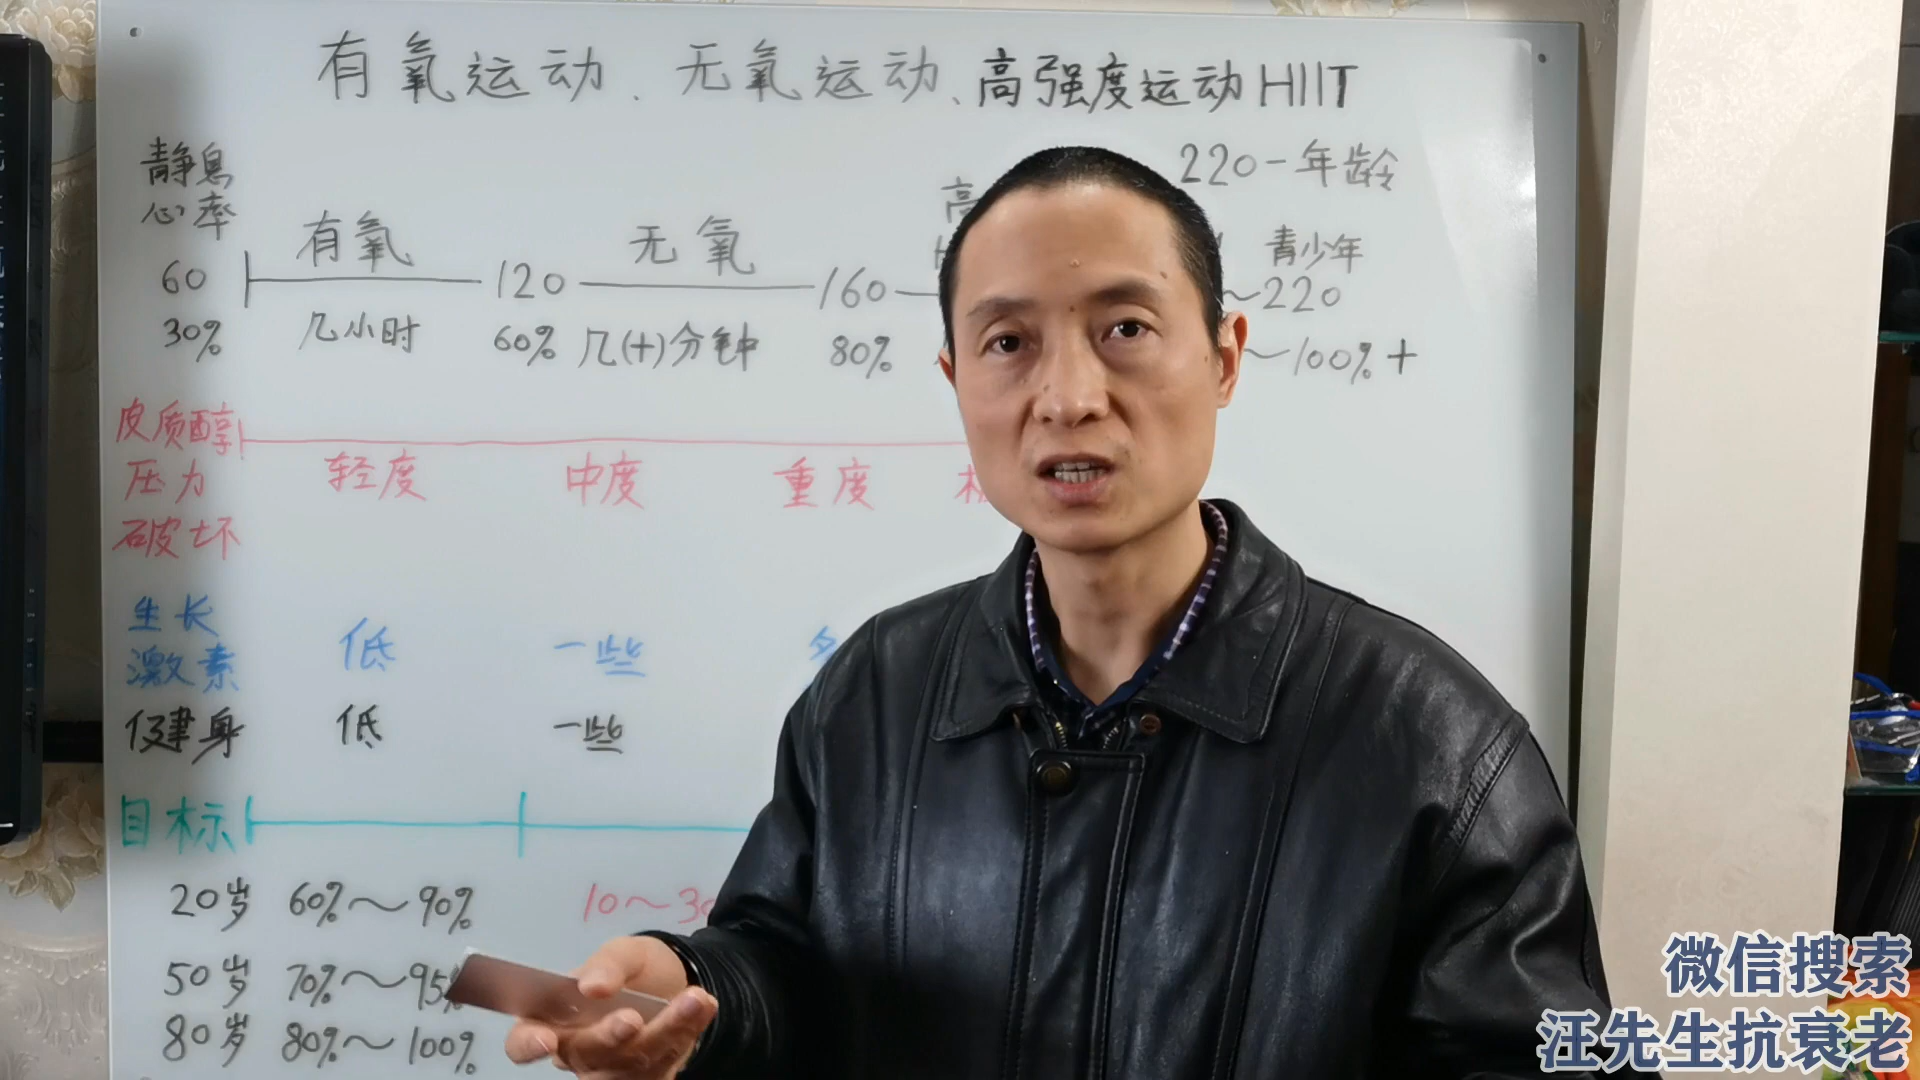 有氧运动、无氧运动、高强度运动HIIT
220-年龄
静息
心率
高
有氧
无氧
青少年
60
120
160
~220
30%
几小时
60%
几(十)分钟
80%
~100%+
皮质醇
压力
破坏
轻度
中度
重度
生长
激素
低
一些
健身
低
一些
目标
20岁
60%~90%
10~30
50岁
70%~95%
80岁
80%~100%
微信搜索
汪先生抗衰老